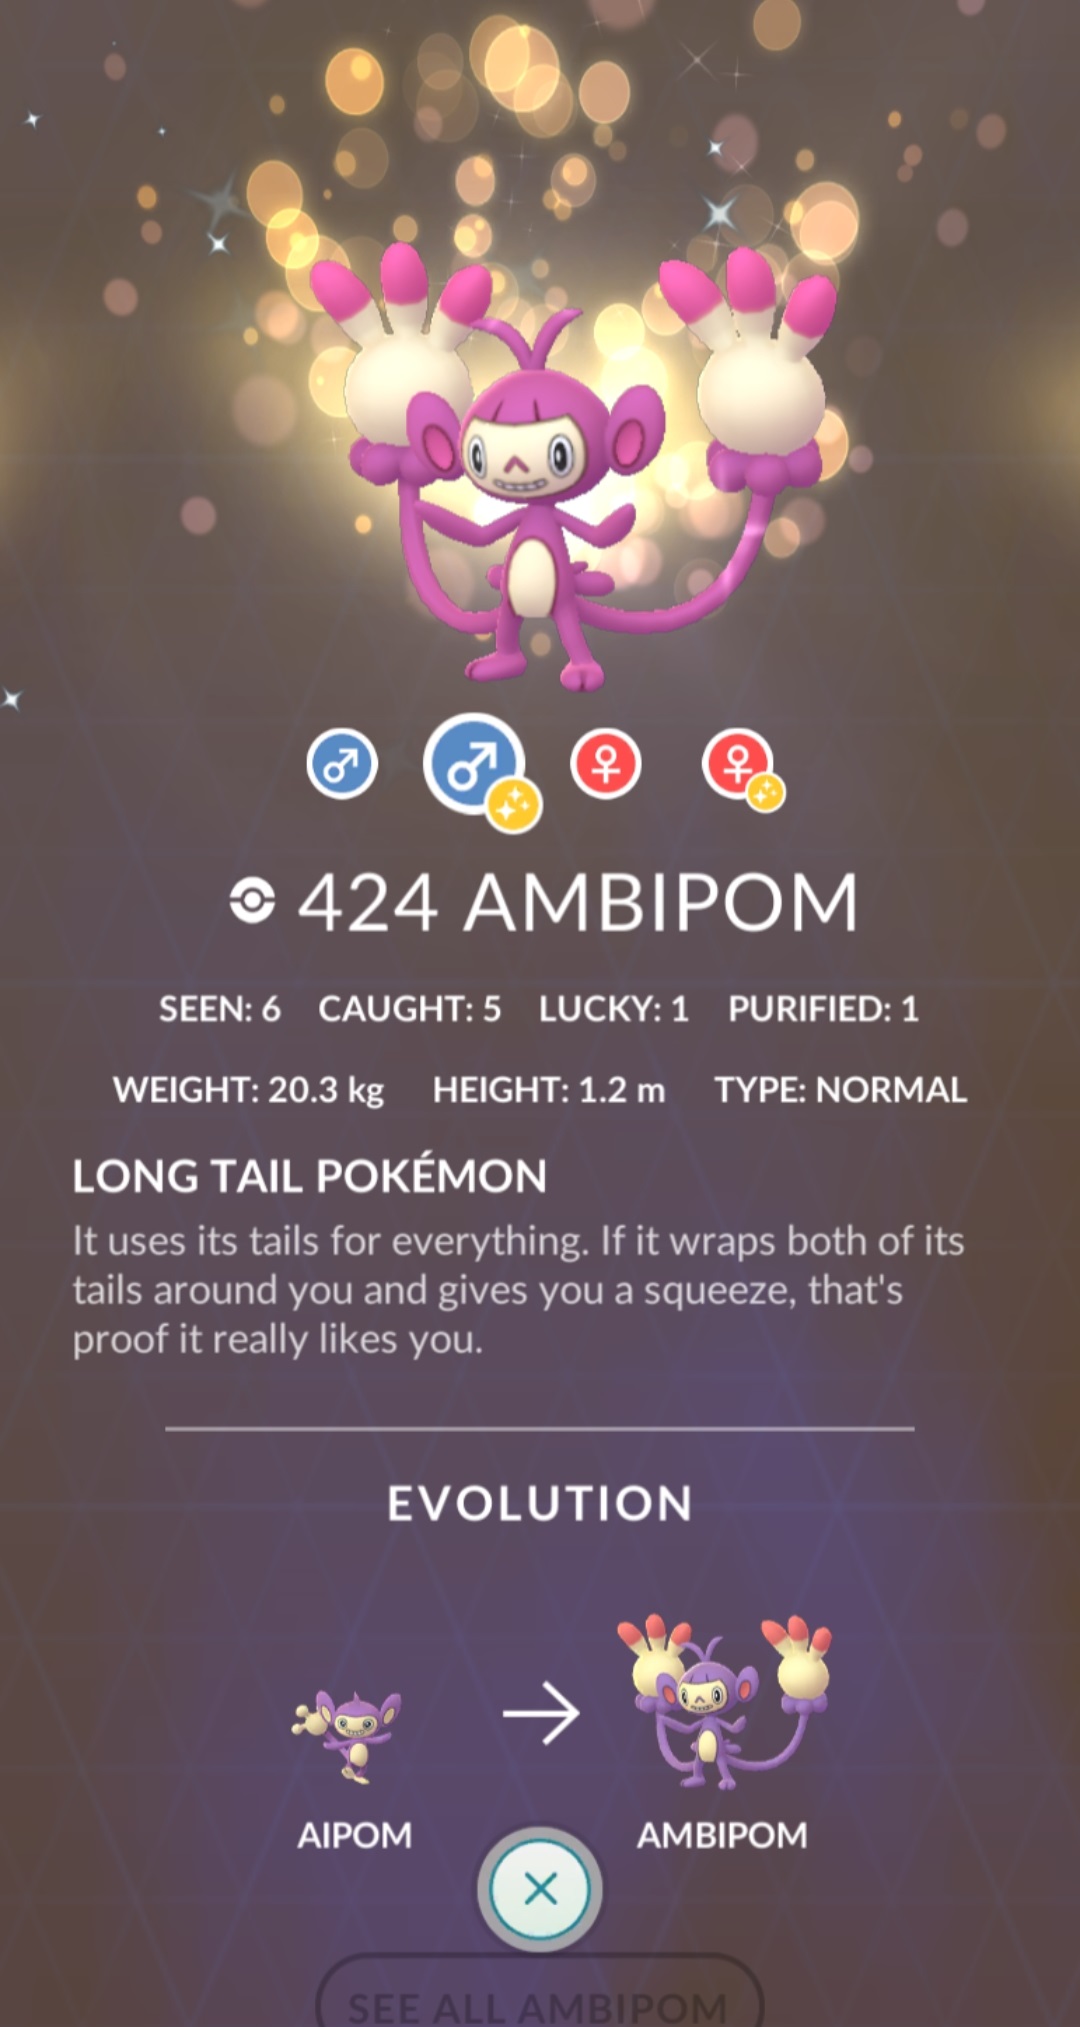 424 AMBIPOM
SEEN: 6 CAUGHT: 5 LUCKY: 1 PURIFIED: 1
WEIGHT: 20.3 kg HEIGHT: 1.2 m TYPE: NORMAL
LONG TAIL POKÉMON
It uses its tails for everything. If it wraps both of its
tails around you and gives you a squeeze, that's
proof it really likes you.
EVOLUTION
AIPOM
AMBIPOM
SEE ALL AMBIPOM